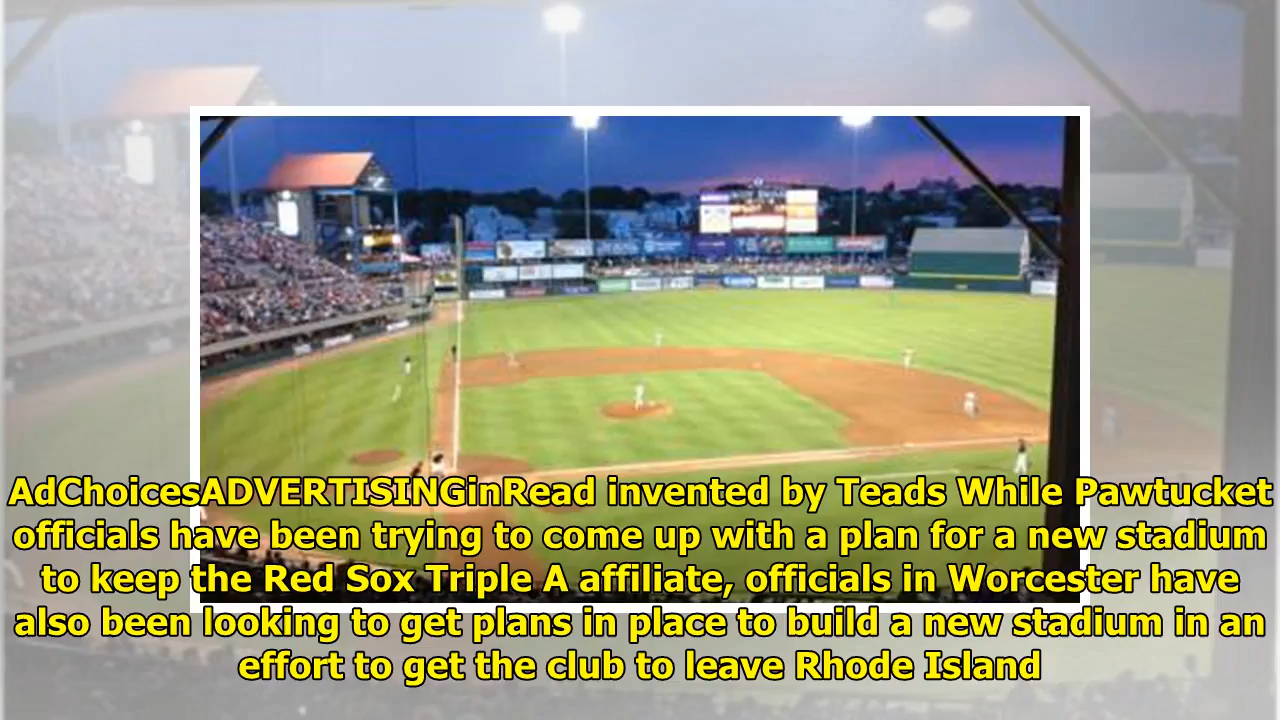 AdChoicesADVERTISINGinRead invented by Teads While Pawtucket
officials have been trying to come up with a plan for a new stadium
to keep the Red Sox Triple A affiliate, officials in Worcester have
also been looking to get plans in place to build a new stadium in an
effort to get the club to leave Rhode Island